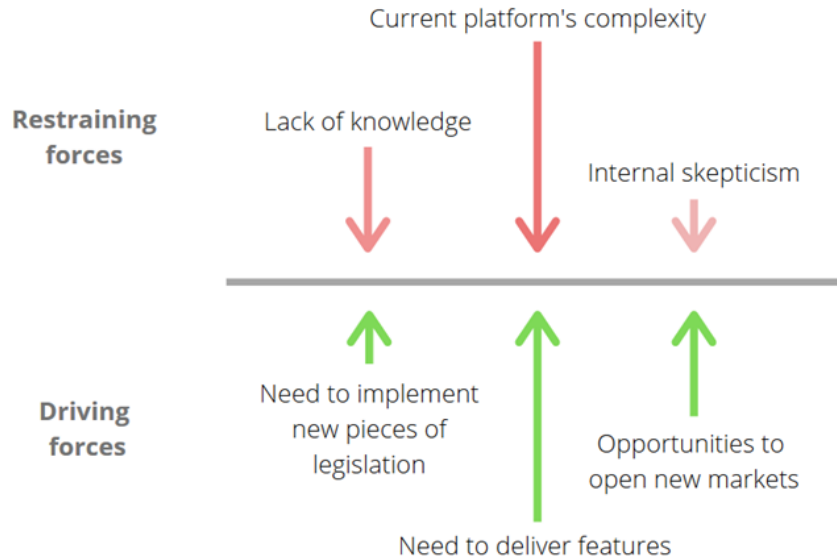 Current platform's complexity
Restraining
forces
Lack of knowledge
Internal skepticism
Driving
forces
Need to implement
new pieces of
legislation
Opportunities to
open new markets
Need to deliver features